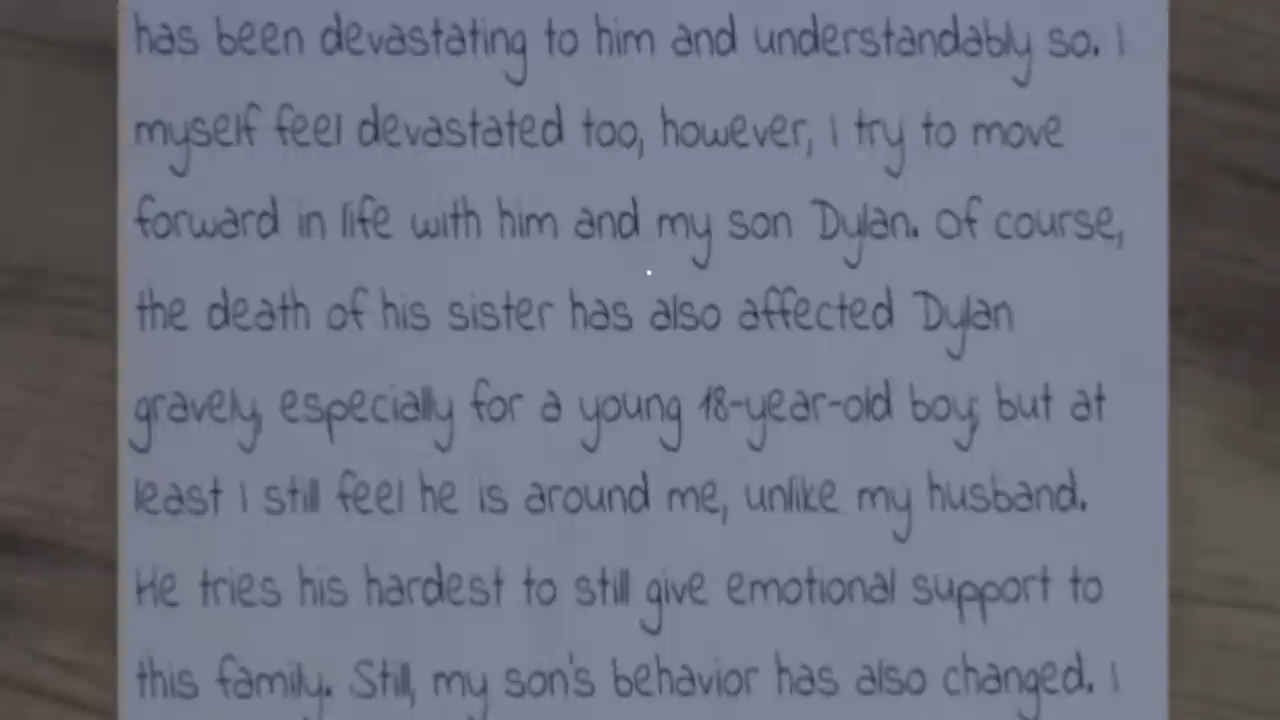 has been devastating to him and understandably so. I
myself feel devastated too, however, I try to move
forward in life with him and my son Dylan. Of course,
the death of his sister has also affected Dylan
gravely, especially for a young 18-year-old boy, but at
least I still feel he is around me, unlike my husband.
He tries his hardest to still give emotional support to
this family. Still, my son's behavior has also changed. I